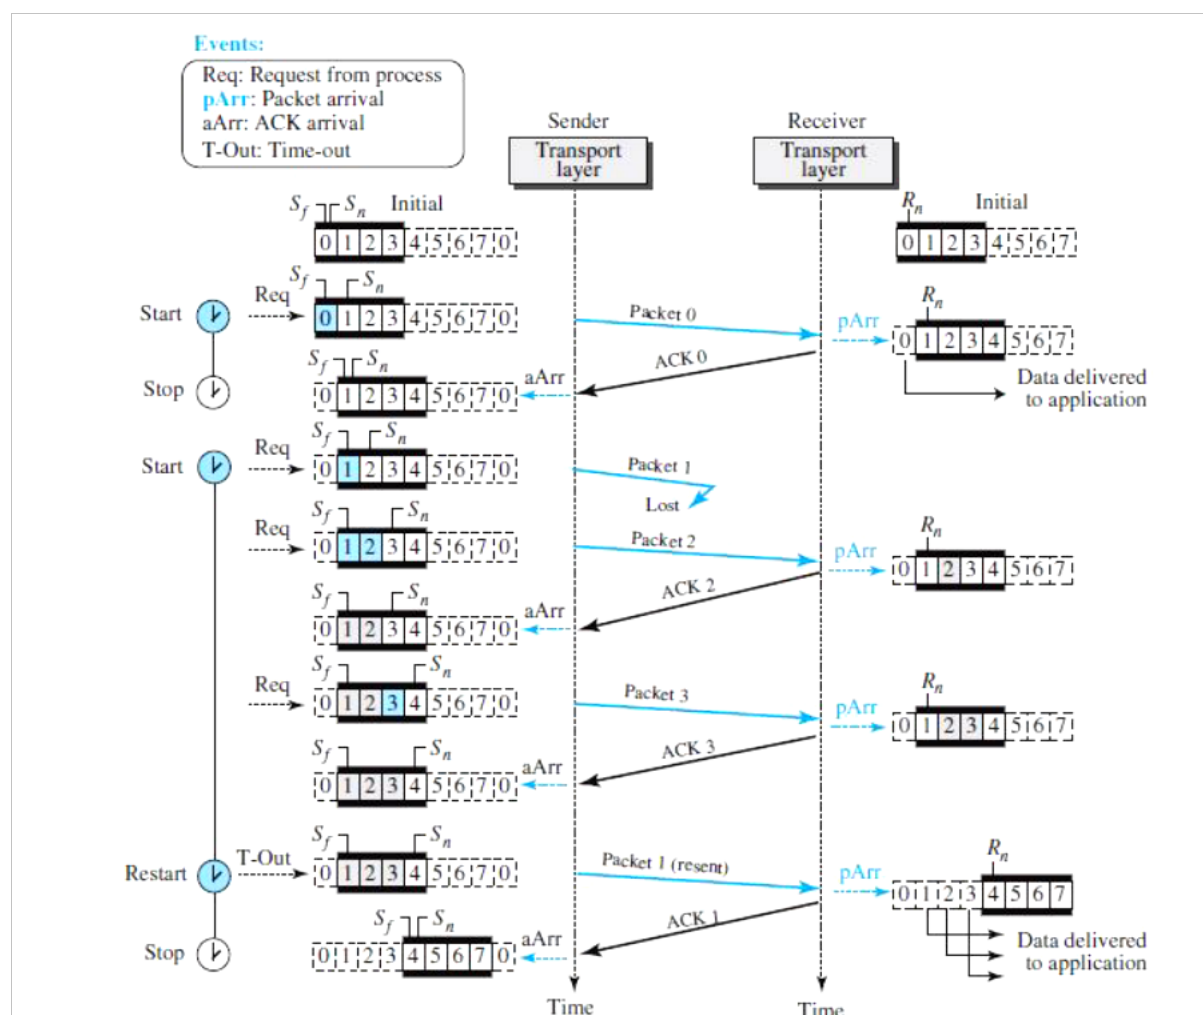 Events:
Req: Request from process
pArr: Packet arrival
aArr: ACK arrival
T-Out: Time-out
Sender
Transport layer
Receiver
Transport layer
Sf Sn Initial
0 1 2 3 4 5 6 7 0
Rn Initial
0 1 2 3 4 5 6 7
Sf Sn
Start Req 0 1 2 3 4 5 6 7 0
Packet 0
pArr
Rn
0 1 2 3 4 5 6 7
Data delivered
to application
Sf Sn
Stop 0 1 2 3 4 5 6 7 0 aArr
ACK 0
Sf Sn
Start Req 0 1 2 3 4 5 6 7 0
Packet 1
Lost
Sf Sn
Req 0 1 2 3 4 5 6 7 0
Packet 2
pArr
Rn
0 1 2 3 4 5 6 7
Sf Sn
0 1 2 3 4 5 6 7 0 aArr
ACK 2
Sf Sn
Req 0 1 2 3 4 5 6 7 0
Packet 3
pArr
Rn
0 1 2 3 4 5 6 7
Sf Sn
0 1 2 3 4 5 6 7 0 aArr
ACK 3
Sf Sn
Restart T-Out 0 1 2 3 4 5 6 7 0
Packet 1 (resent)
pArr
Rn
0 1 2 3 4 5 6 7
Data delivered
to application
Sf Sn
Stop 0 1 2 3 4 5 6 7 0 aArr
ACK 1
Time
Time